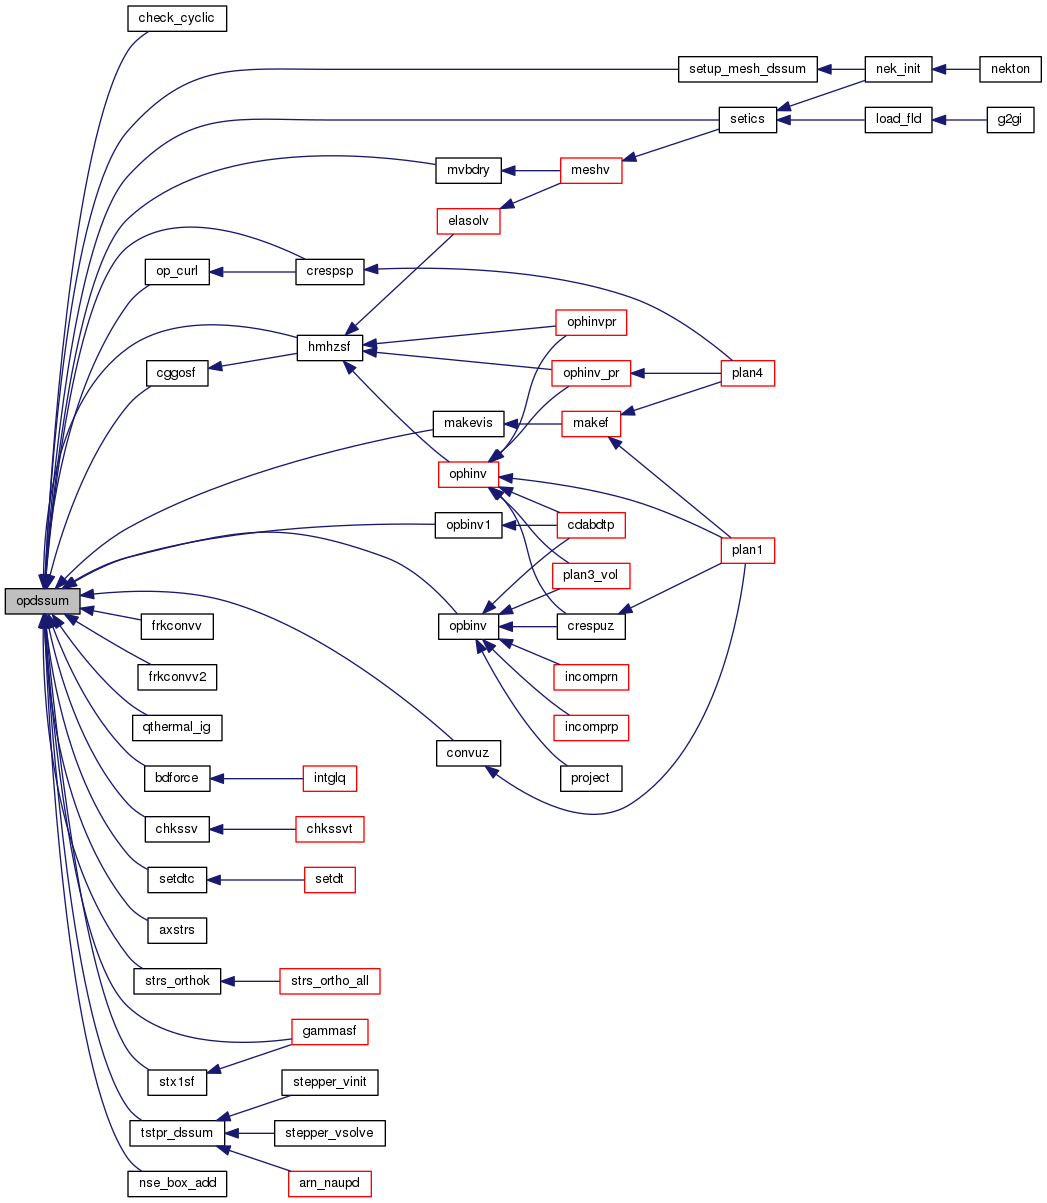 check_cyclic
setup_mesh_dssum
nek_init
nekton
setics
load_fld
g2gi
mvbdry
meshv
elasolv
op_curl
crespsp
ophinvpr
hmhzsf
cggosf
ophinv_pr
plan4
makevis
makef
ophinv
opbinv1
cdabdtp
plan1
plan3_vol
opdssum
frkconvv
opbinv
crespuz
frkconvv2
incomprn
qthermal_ig
incomprp
convuz
bdforce
intglq
project
chkssv
chkssvt
setdtc
setdt
axstrs
strs_orthok
strs_ortho_all
gammasf
stx1sf
stepper_vinit
tstpr_dssum
stepper_vsolve
nse_box_add
arn_naupd